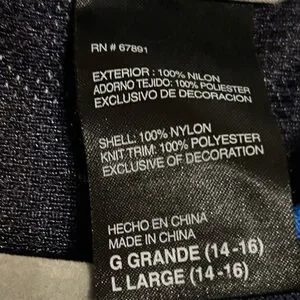 RN # 67891
EXTERIOR : 100% NILON
ADORNO TEJIDO: 100% POLIESTER
EXCLUSIVO DE DECORACION
SHELL: 100% NYLON
KNIT TRIM: 100% POLYESTER
EXCLUSIVE OF DECORATION
HECHO EN CHINA
MADE IN CHINA
G GRANDE (14-16)
L LARGE (14-16)